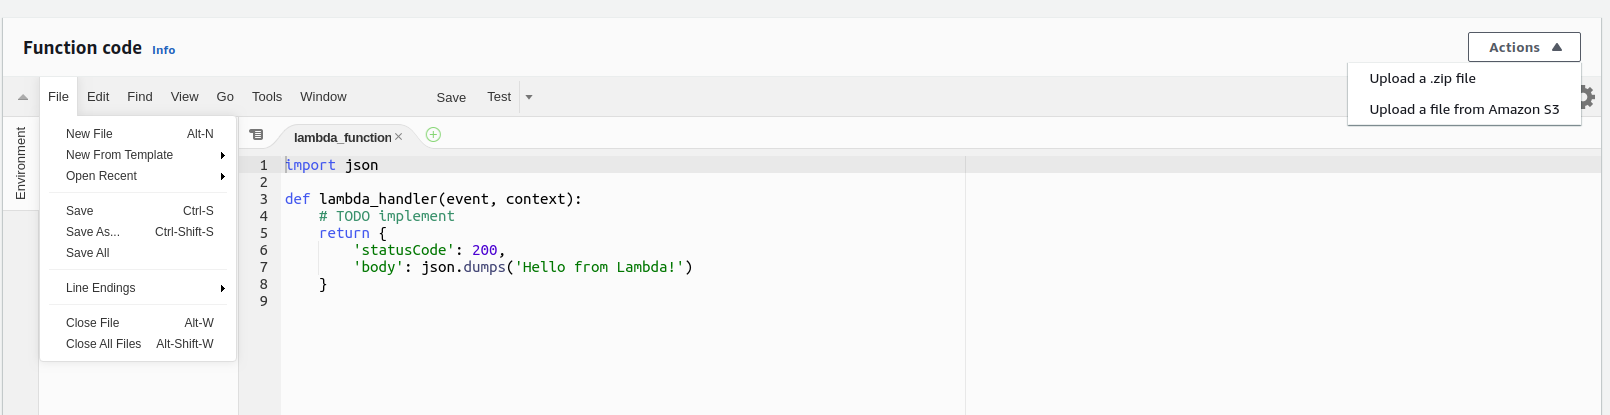 Function code Info
Actions
Upload a .zip file
Upload a file from Amazon S3
File Edit Find View Go Tools Window Save Test
Environment
New File Alt-N
New From Template
Open Recent
Save Ctrl-S
Save As... Ctrl-Shift-S
Save All
Line Endings
Close File Alt-W
Close All Files Alt-Shift-W
lambda_function
1 import json
2
3 def lambda_handler(event, context):
4     # TODO implement
5     return {
6         'statusCode': 200,
7         'body': json.dumps('Hello from Lambda!')
8     }
9